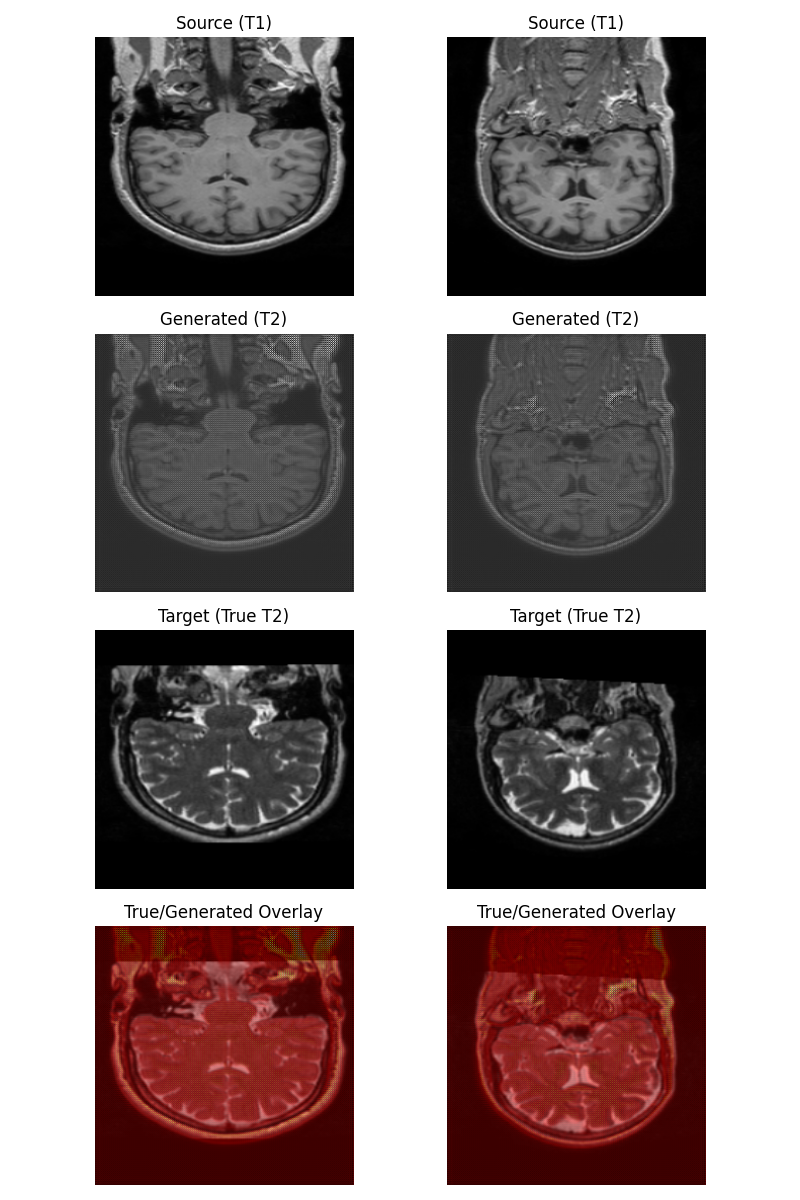 Source (T1)
Source (T1)
Generated (T2)
Generated (T2)
Target (True T2)
Target (True T2)
True/Generated Overlay
True/Generated Overlay